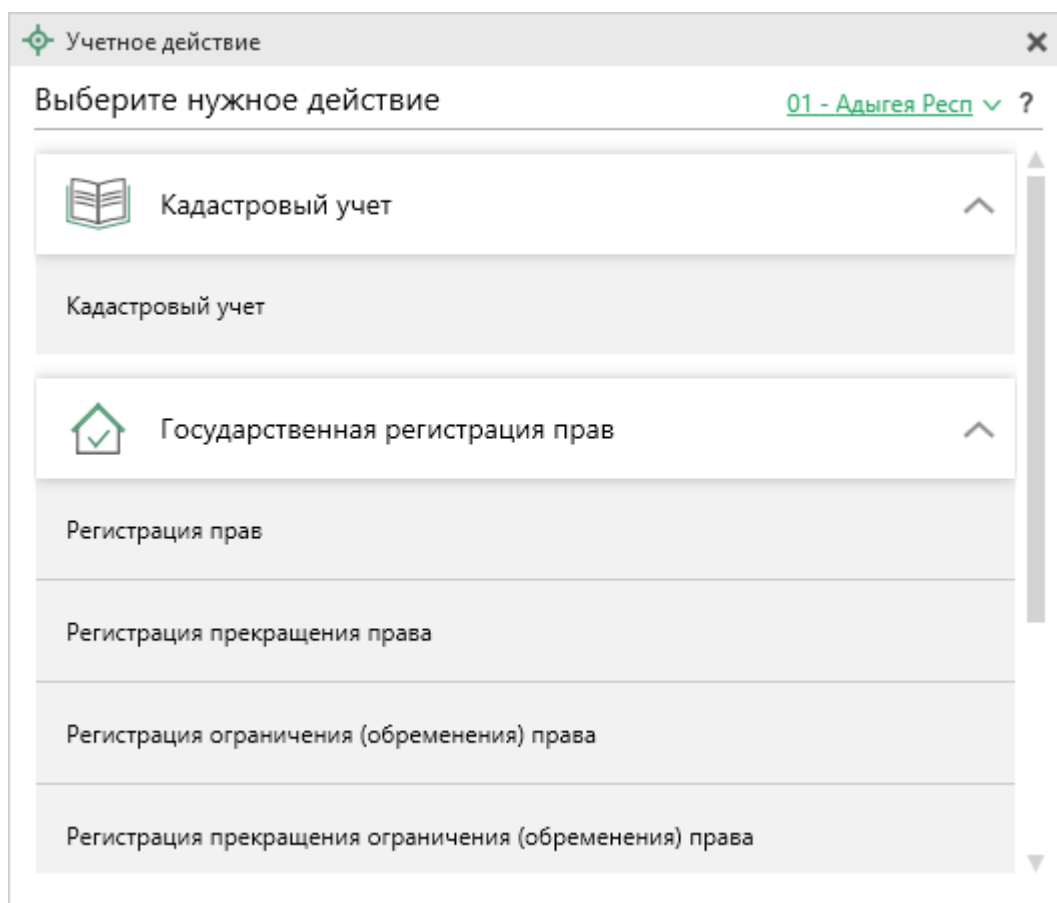 Учетное действие
Выберите нужное действие
01 - Адыгея Респ ?
Кадастровый учет
Кадастровый учет
Государственная регистрация прав
Регистрация прав
Регистрация прекращения права
Регистрация ограничения (обременения) права
Регистрация прекращения ограничения (обременения) права